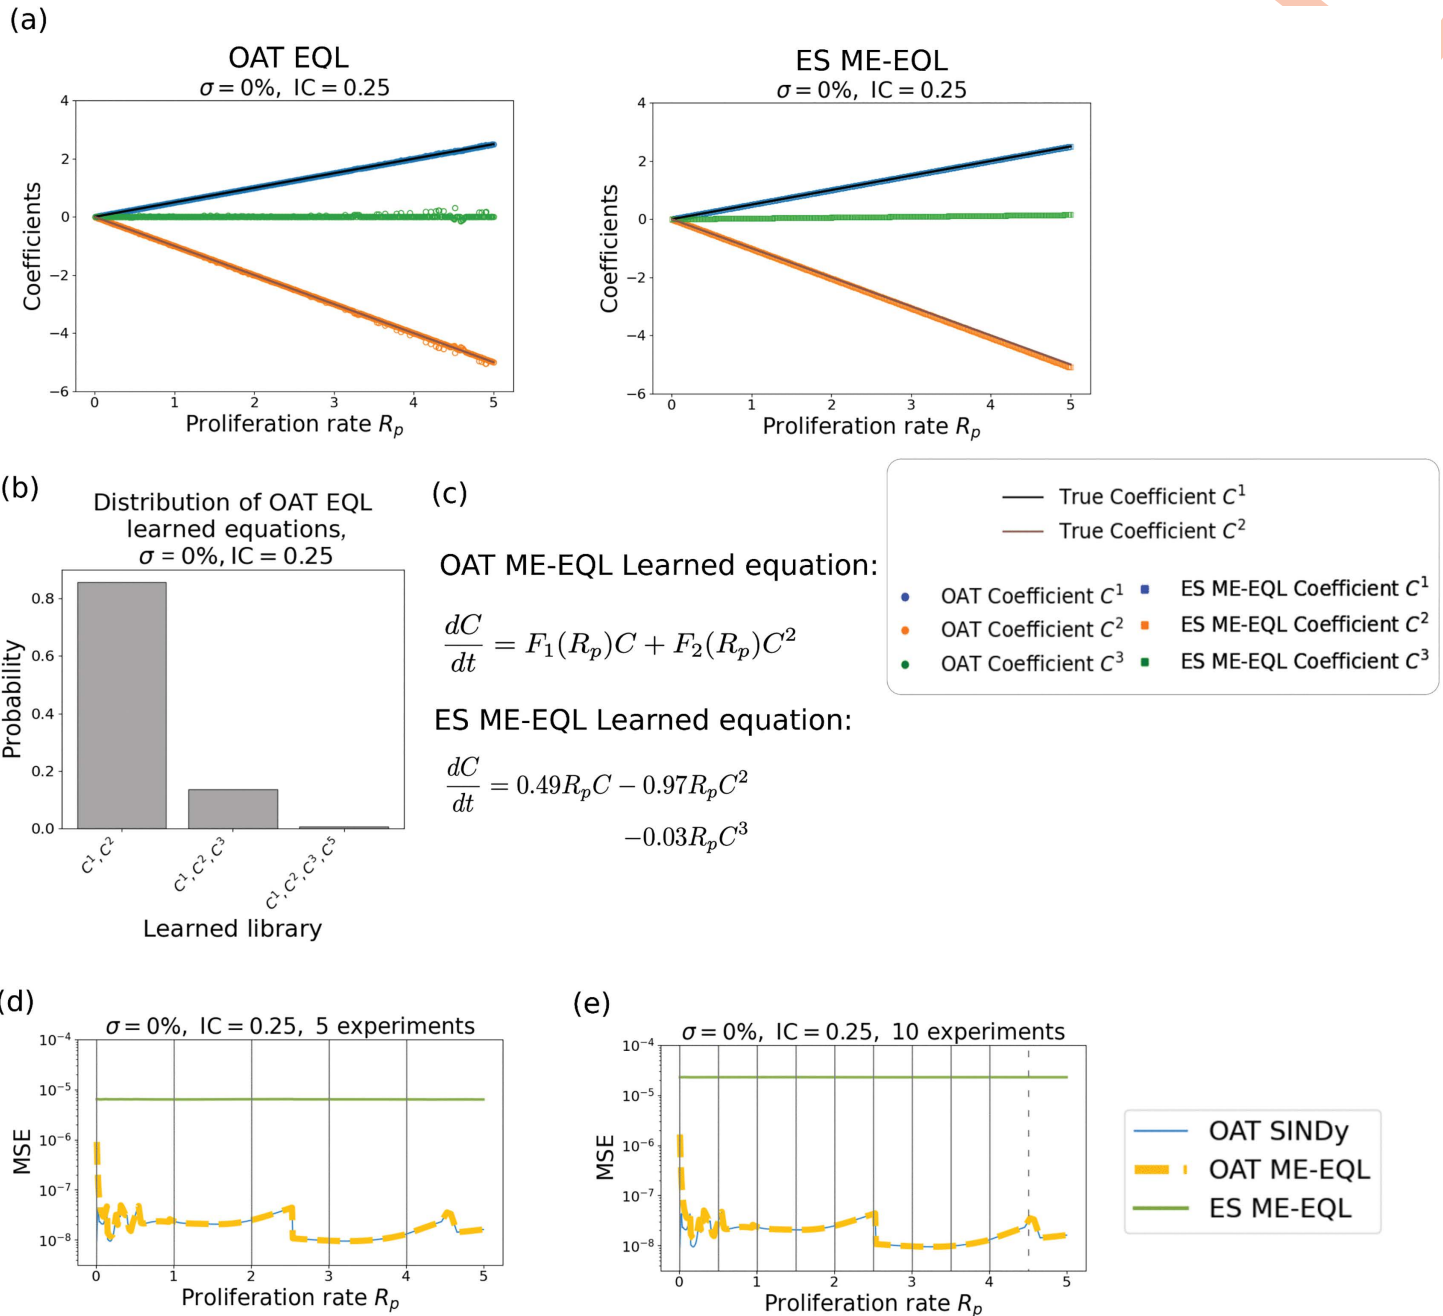 (a)
OAT EQL
σ = 0%, IC = 0.25
4
2
0
−2
−4
−6
Coefficients
0 1 2 3 4 5
Proliferation rate Rₚ
ES ME-EQL
σ = 0%, IC = 0.25
4
2
0
−2
−4
−6
Coefficients
0 1 2 3 4 5
Proliferation rate Rₚ
(b)
Distribution of OAT EQL
learned equations,
σ = 0%, IC = 0.25
0.8
0.6
0.4
0.2
0.0
Probability
C¹, C²
C¹, C², C³
C¹, C², C³, C⁵
Learned library
(c)
OAT ME-EQL Learned equation:
dC/dt = F₁(Rₚ)C + F₂(Rₚ)C²
ES ME-EQL Learned equation:
dC/dt = 0.49RₚC − 0.97RₚC²
−0.03RₚC³
True Coefficient C¹
True Coefficient C²
OAT Coefficient C¹
OAT Coefficient C²
OAT Coefficient C³
ES ME-EQL Coefficient C¹
ES ME-EQL Coefficient C²
ES ME-EQL Coefficient C³
(d)
σ = 0%, IC = 0.25, 5 experiments
10⁻⁴
10⁻⁵
10⁻⁶
10⁻⁷
10⁻⁸
MSE
0 1 2 3 4 5
Proliferation rate Rₚ
(e)
σ = 0%, IC = 0.25, 10 experiments
10⁻⁴
10⁻⁵
10⁻⁶
10⁻⁷
10⁻⁸
MSE
0 1 2 3 4 5
Proliferation rate Rₚ
OAT SINDy
OAT ME-EQL
ES ME-EQL